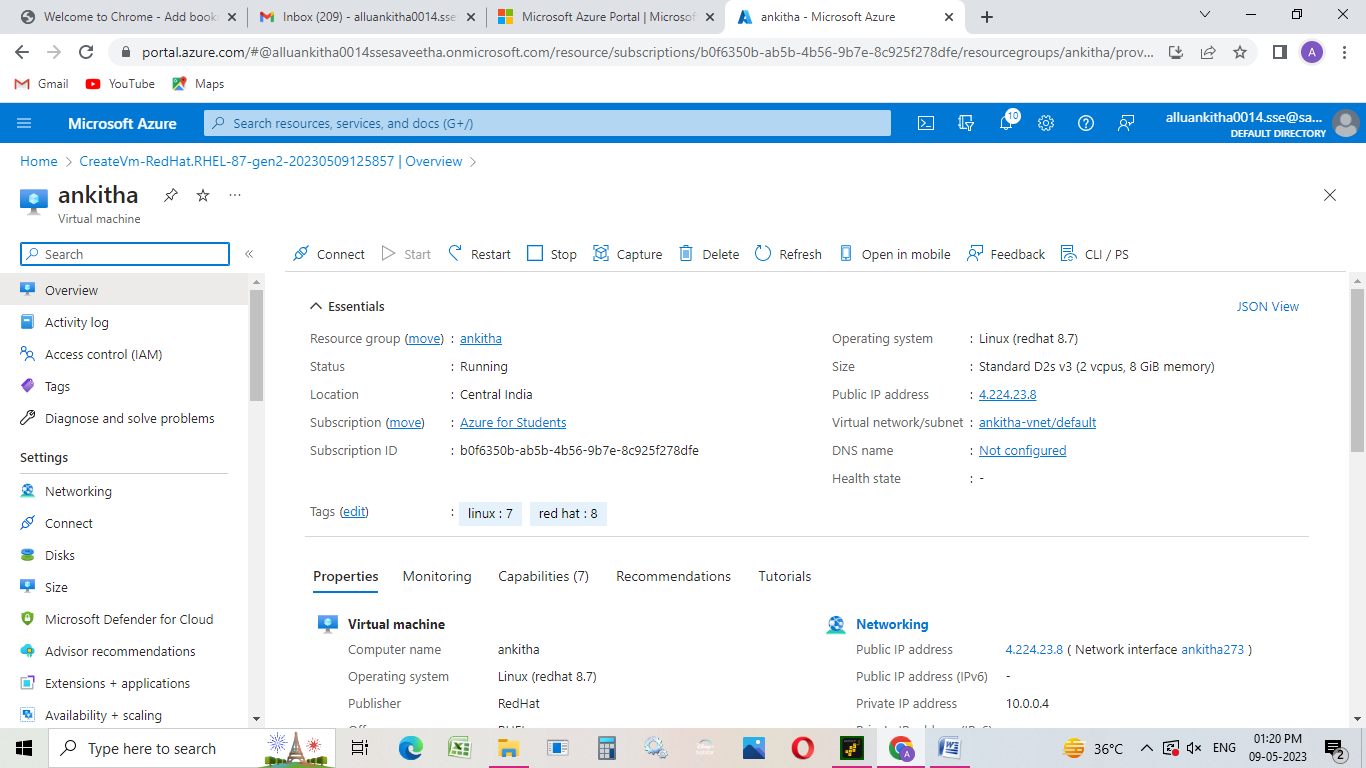 Welcome to Chrome - Add book
Inbox (209) - alluankitha0014.sse
Microsoft Azure Portal | Microsof
ankitha - Microsoft Azure
portal.azure.com/#@alluankitha0014ssesaveetha.onmicrosoft.com/resource/subscriptions/b0f6350b-ab5b-4b56-9b7e-8c925f278dfe/resourcegroups/ankitha/prov...
A
Gmail YouTube Maps
Microsoft Azure
Search resources, services, and docs (G+/)
10
alluankitha0014.sse@sa...
DEFAULT DIRECTORY
Home > CreateVm-RedHat.RHEL-87-gen2-20230509125857 | Overview >
ankitha
Virtual machine
Search
Connect Start Restart Stop Capture Delete Refresh Open in mobile Feedback CLI / PS
Overview
Activity log
Access control (IAM)
Tags
Diagnose and solve problems
Settings
Networking
Connect
Disks
Size
Microsoft Defender for Cloud
Advisor recommendations
Extensions + applications
Availability + scaling
Essentials
JSON View
Resource group (move) : ankitha
Status : Running
Location : Central India
Subscription (move) : Azure for Students
Subscription ID : b0f6350b-ab5b-4b56-9b7e-8c925f278dfe
Operating system : Linux (redhat 8.7)
Size : Standard D2s v3 (2 vcpus, 8 GiB memory)
Public IP address : 4.224.23.8
Virtual network/subnet : ankitha-vnet/default
DNS name : Not configured
Health state : -
Tags (edit) : linux : 7 red hat : 8
Properties Monitoring Capabilities (7) Recommendations Tutorials
Virtual machine
Computer name ankitha
Operating system Linux (redhat 8.7)
Publisher RedHat
Networking
Public IP address 4.224.23.8 ( Network interface ankitha273 )
Public IP address (IPv6) -
Private IP address 10.0.0.4
Type here to search
36°C
ENG
01:20 PM
09-05-2023
2